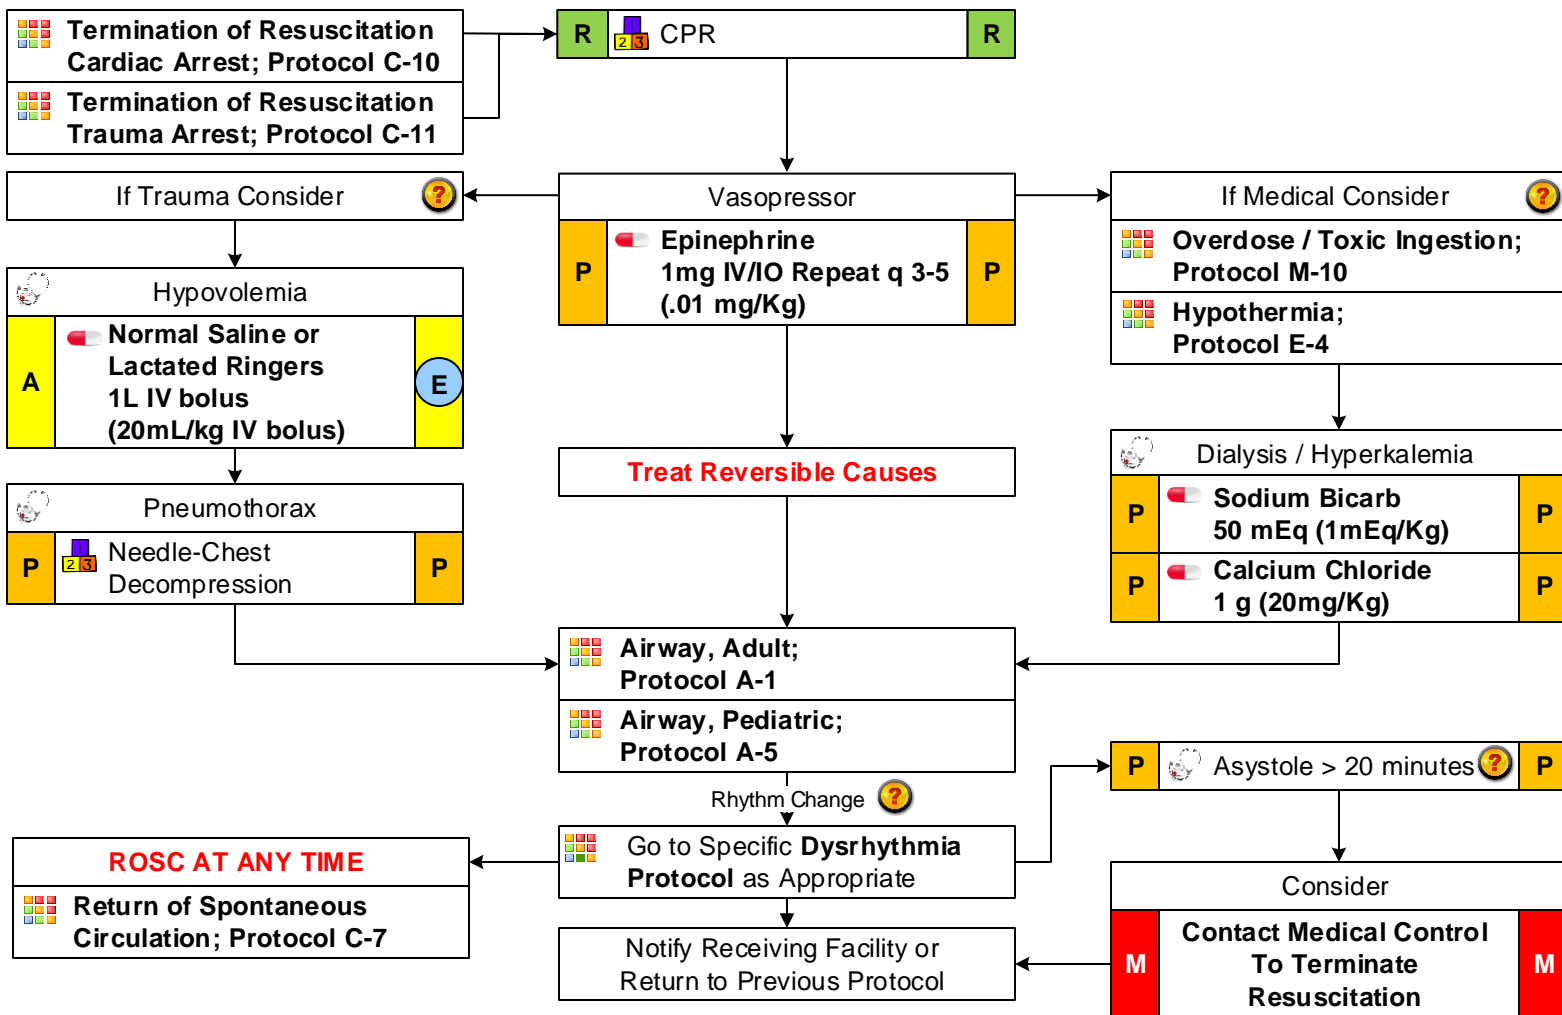 Termination of Resuscitation
Cardiac Arrest; Protocol C-10
Termination of Resuscitation
Trauma Arrest; Protocol C-11
R
1
2 3
CPR
R
If Trauma Consider
?
Vasopressor
P
Epinephrine
1mg IV/IO Repeat q 3-5
(.01 mg/Kg)
P
If Medical Consider
?
Overdose / Toxic Ingestion;
Protocol M-10
Hypothermia;
Protocol E-4
Hypovolemia
A
Normal Saline or
Lactated Ringers
1L IV bolus
(20mL/kg IV bolus)
E
Treat Reversible Causes
Dialysis / Hyperkalemia
P
Sodium Bicarb
50 mEq (1mEq/Kg)
P
P
Calcium Chloride
1 g (20mg/Kg)
P
Pneumothorax
P
1
2 3
Needle-Chest
Decompression
P
Airway, Adult;
Protocol A-1
Airway, Pediatric;
Protocol A-5
Rhythm Change
?
Go to Specific Dysrhythmia
Protocol as Appropriate
P
Asystole > 20 minutes
?
P
ROSC AT ANY TIME
Return of Spontaneous
Circulation; Protocol C-7
Notify Receiving Facility or
Return to Previous Protocol
Consider
M
Contact Medical Control
To Terminate
Resuscitation
M